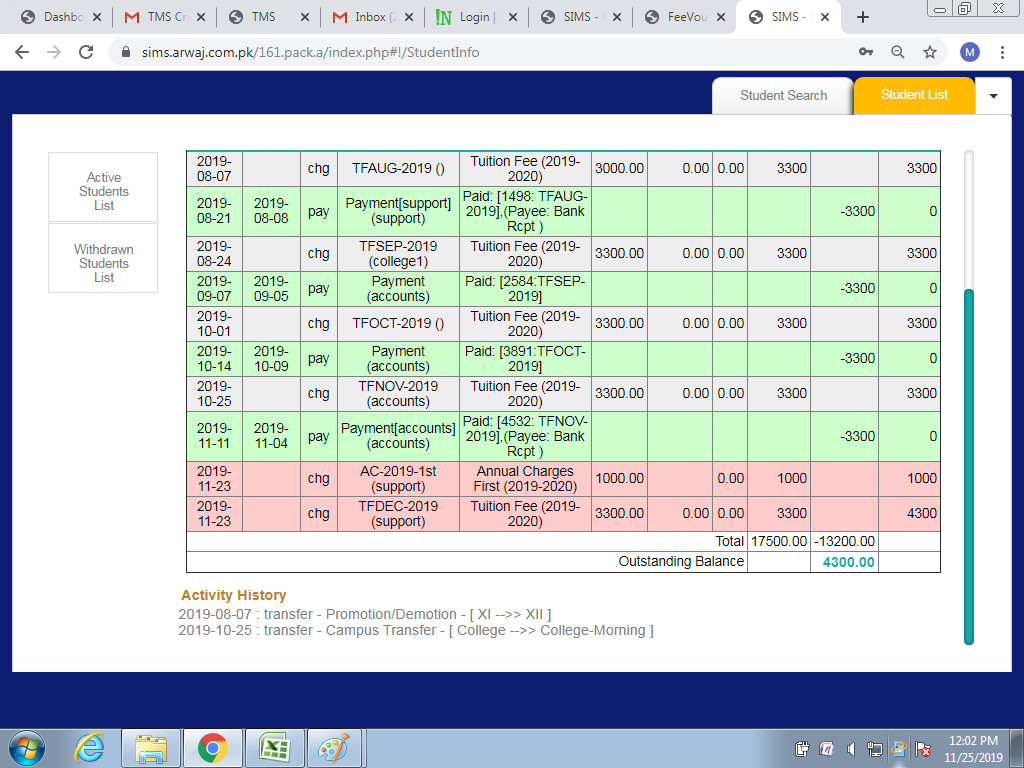 Dashbo
TMS Cr
TMS
Inbox (
Login |
SIMS -
FeeVou
SIMS -
sims.arwaj.com.pk/161.pack.a/index.php#!/StudentInfo
M
Student Search
Student List
Active
Students
List
Withdrawn
Students
List
2019-08-07 chg TFAUG-2019 () Tuition Fee (2019-2020) 3000.00 0.00 0.00 3300 3300
2019-08-21 2019-08-08 pay Payment[support] (support) Paid: [1498: TFAUG-2019],(Payee: Bank Rcpt ) -3300 0
2019-08-24 chg TFSEP-2019 (college1) Tuition Fee (2019-2020) 3300.00 0.00 0.00 3300 3300
2019-09-07 2019-09-05 pay Payment (accounts) Paid: [2584:TFSEP-2019] -3300 0
2019-10-01 chg TFOCT-2019 () Tuition Fee (2019-2020) 3300.00 0.00 0.00 3300 3300
2019-10-14 2019-10-09 pay Payment (accounts) Paid: [3891:TFOCT-2019] -3300 0
2019-10-25 chg TFNOV-2019 (accounts) Tuition Fee (2019-2020) 3300.00 0.00 0.00 3300 3300
2019-11-11 2019-11-04 pay Payment[accounts] (accounts) Paid: [4532: TFNOV-2019],(Payee: Bank Rcpt ) -3300 0
2019-11-23 chg AC-2019-1st (support) Annual Charges First (2019-2020) 1000.00 0.00 1000 1000
2019-11-23 chg TFDEC-2019 (support) Tuition Fee (2019-2020) 3300.00 0.00 0.00 3300 4300
Total 17500.00 -13200.00
Outstanding Balance 4300.00
Activity History
2019-08-07 : transfer - Promotion/Demotion - [ XI -->> XII ]
2019-10-25 : transfer - Campus Transfer - [ College -->> College-Morning ]
12:02 PM
11/25/2019